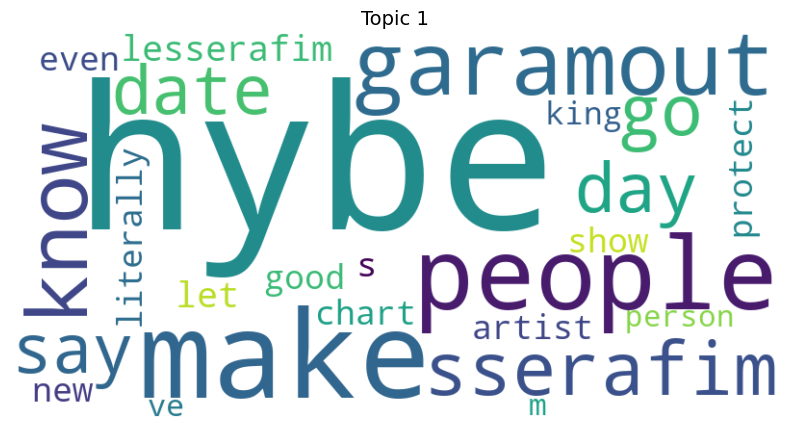 Topic 1
even
lesserafim
garamout
date
hybe
king
go
know
literally
day
protect
show
people
s
good
let
chart
artist
person
say
make
sserafim
new
ve
m